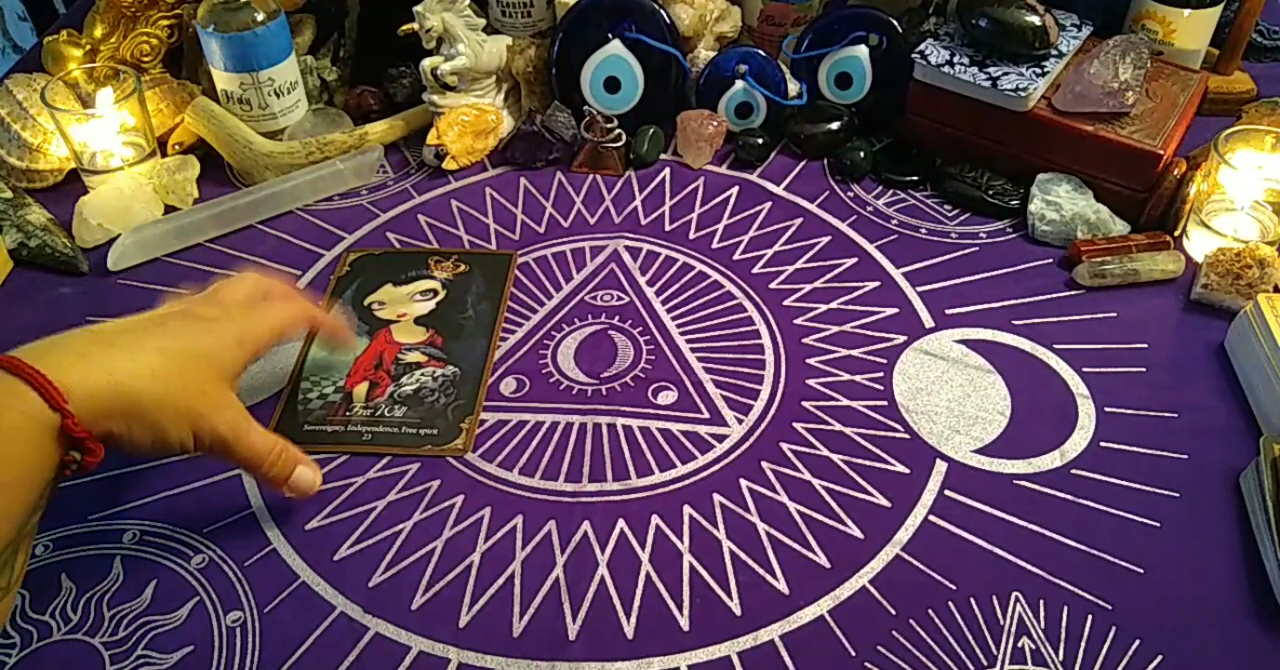 FLORIDA
WATER
Holy Water
Free Will
Sovereignty, Independence, Free spirit
23